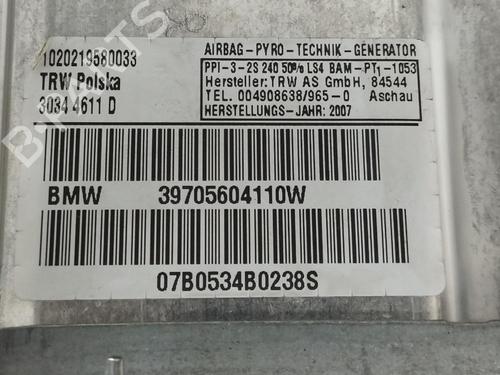 1020219580033
TRW Polska
3034 4611 D
AIRBAG-PYRO-TECHNIK-GENERATOR
PPI-3-2S 240 50% LS4 BAM-PT1-1053
Hersteller: TRW AS GmbH, 84544
TEL. 004908638/965-0 Aschau
HERSTELLUNGS-JAHR: 2007
BMW 39705604110W
07B0534B0238S